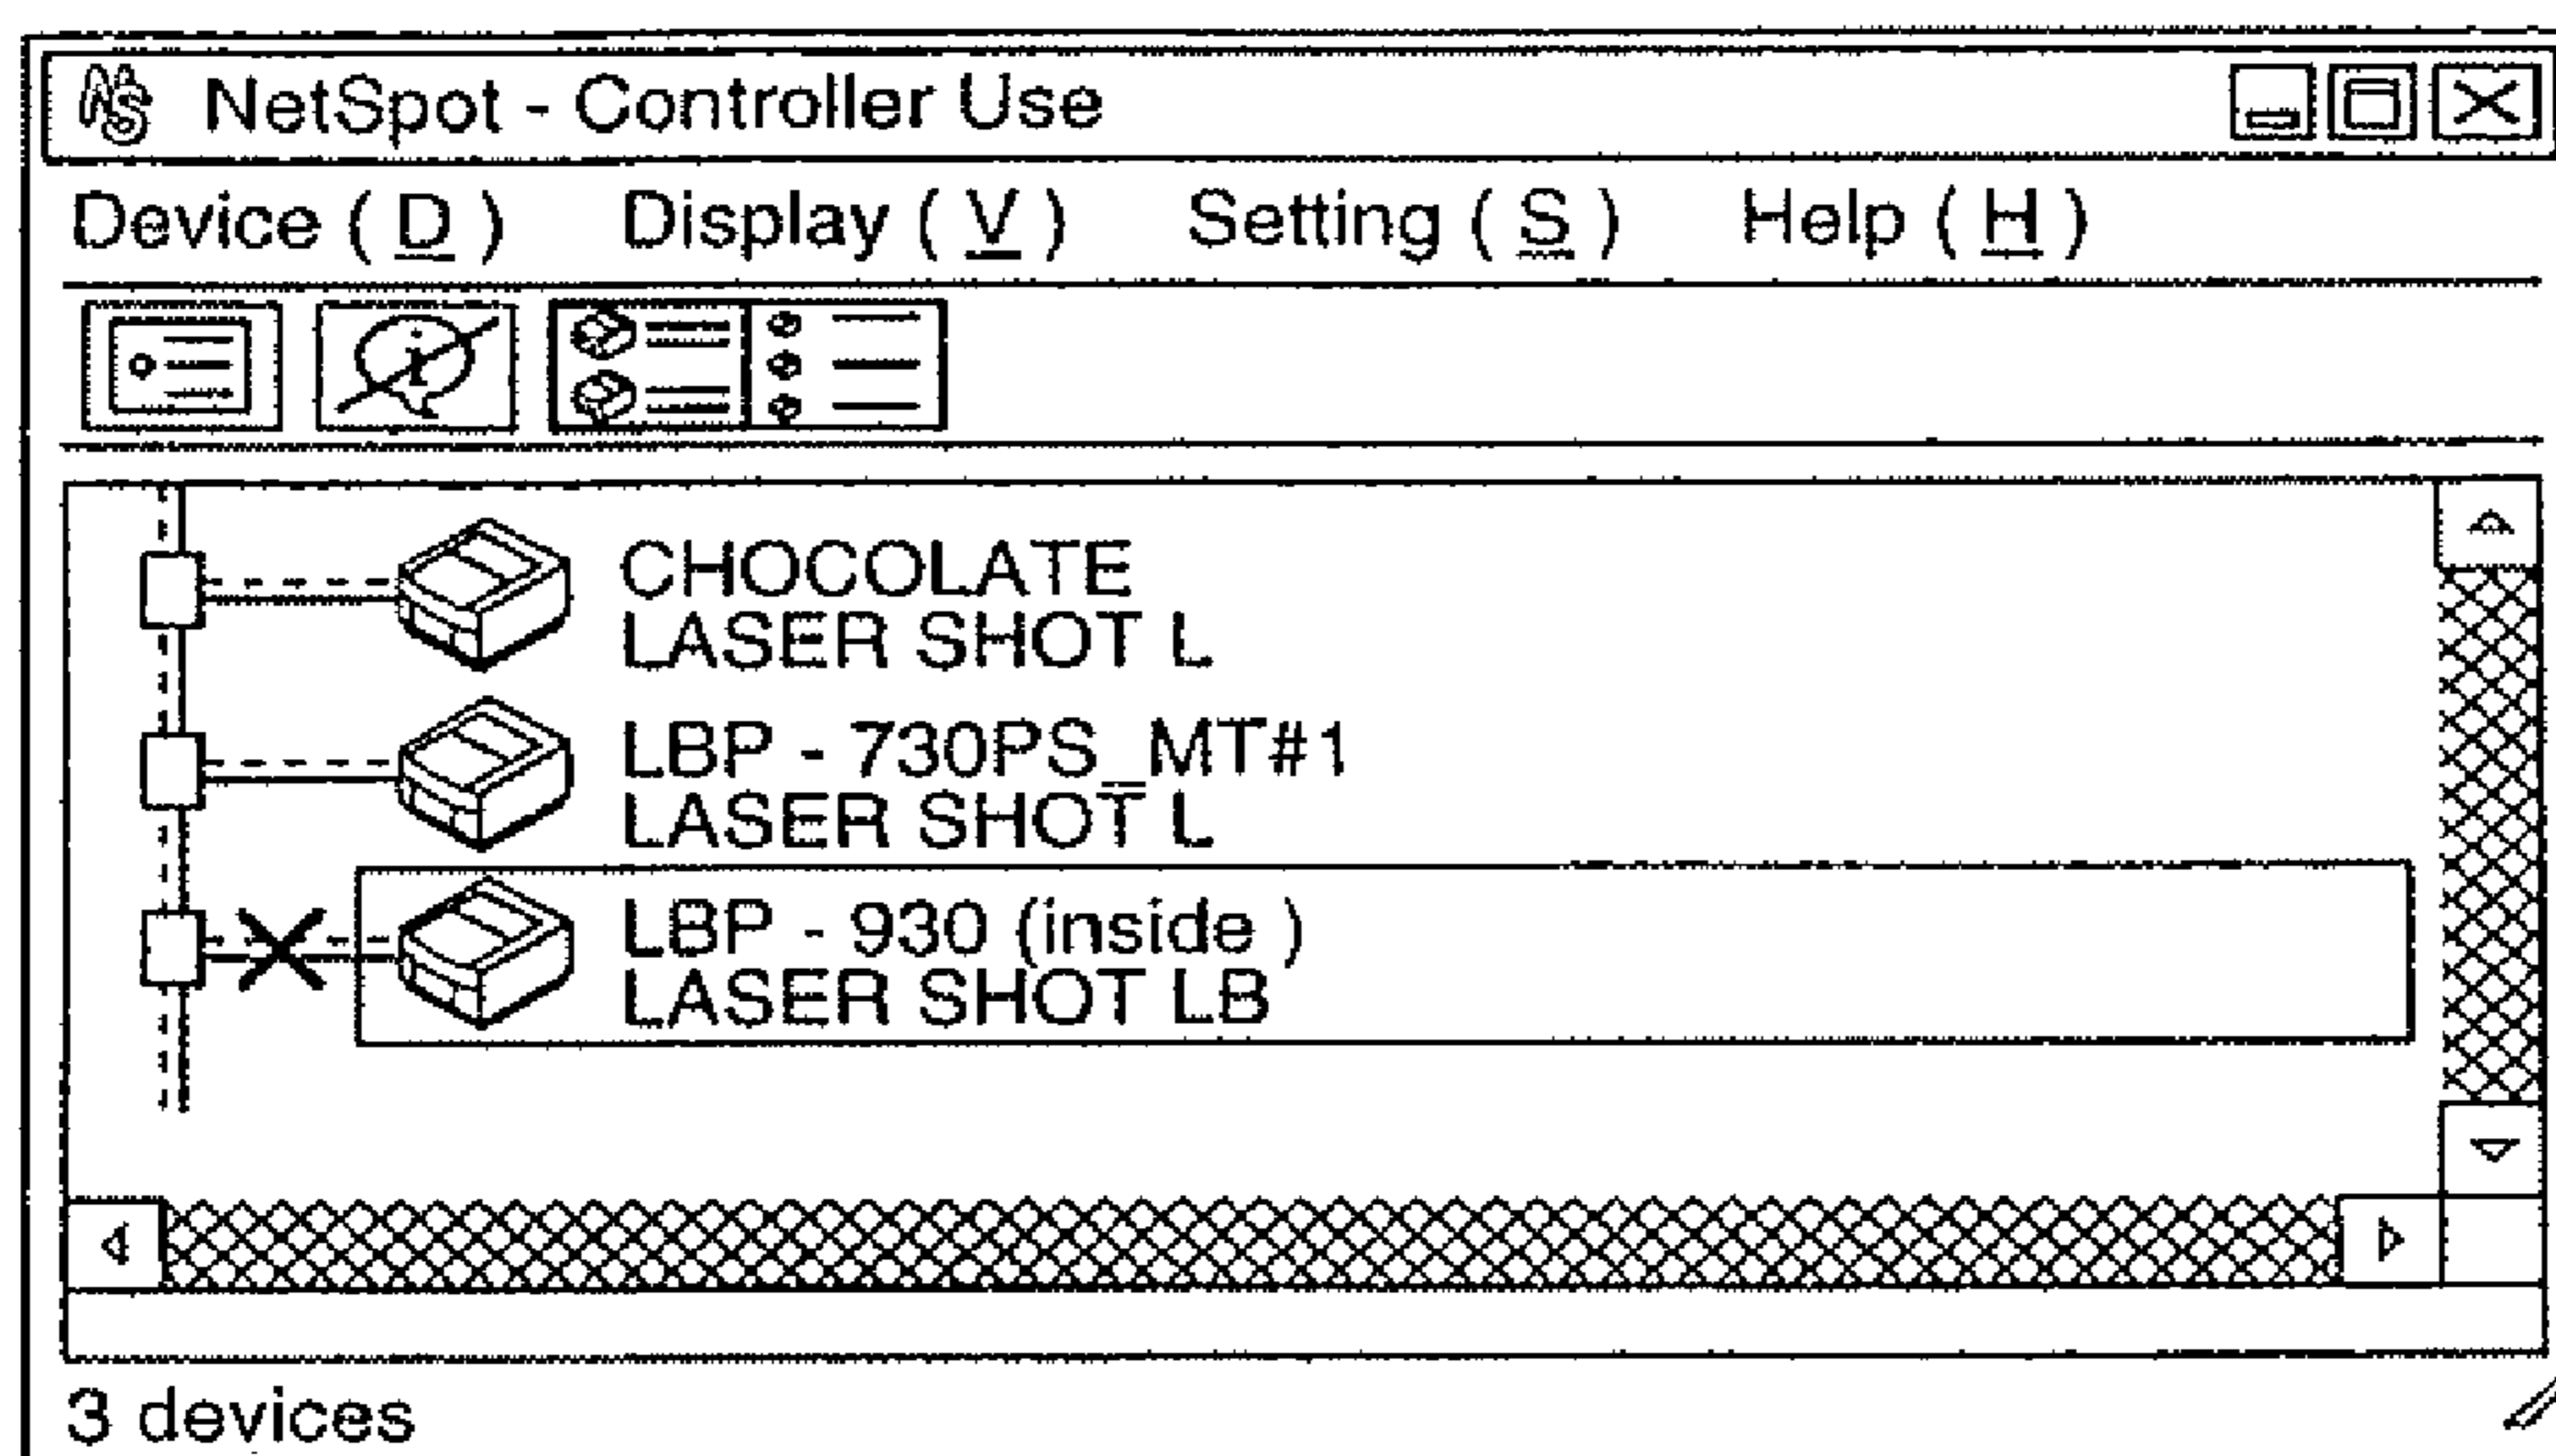 NS NetSpot - Controller Use
Device ( D ) Display ( V ) Setting ( S ) Help ( H )
i
CHOCOLATE
LASER SHOT L
LBP - 730PS_MT#1
LASER SHOT L
LBP - 930 (inside )
LASER SHOT LB
3 devices